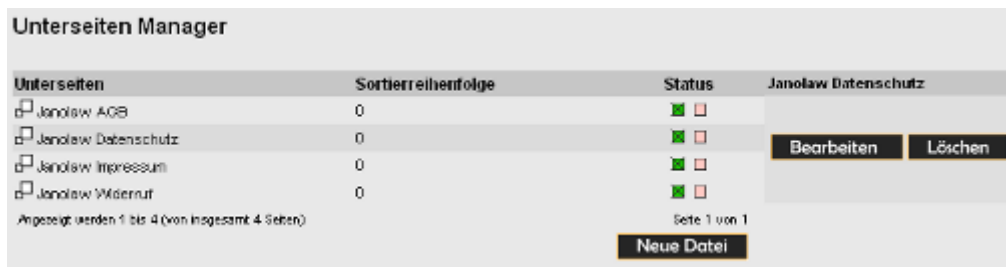 Unterseiten Manager
Unterseiten Sortierreihenfolge Status Janolaw Datenschutz
Janolaw AGB 0
Janolaw Datenschutz 0
Bearbeiten Löschen
Janolaw Impressum 0
Janolaw Widerruf 0
Angezeigt werden 1 bis 4 (von insgesamt 4 Seiten) Seite 1 von 1
Neue Datei